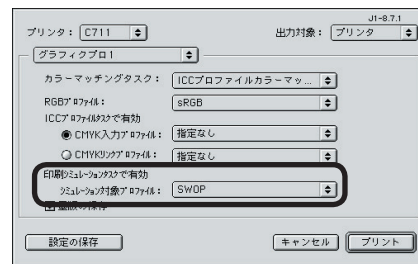 J1-8.7.1
プリンタ： C711 出力対象： プリンタ
グラフィクプロ1
カラーマッチングタスク： ICCプロファイルカラーマッ...
RGBプロファイル： sRGB
ICCプロファイルタスクで有効
CMYK入力プロファイル： 指定なし
CMYKリンクプロファイル： 指定なし
印刷シミュレーションタスクで有効
シミュレーション対象プロファイル： SWOP
墨版の保存
設定の保存 キャンセル プリント